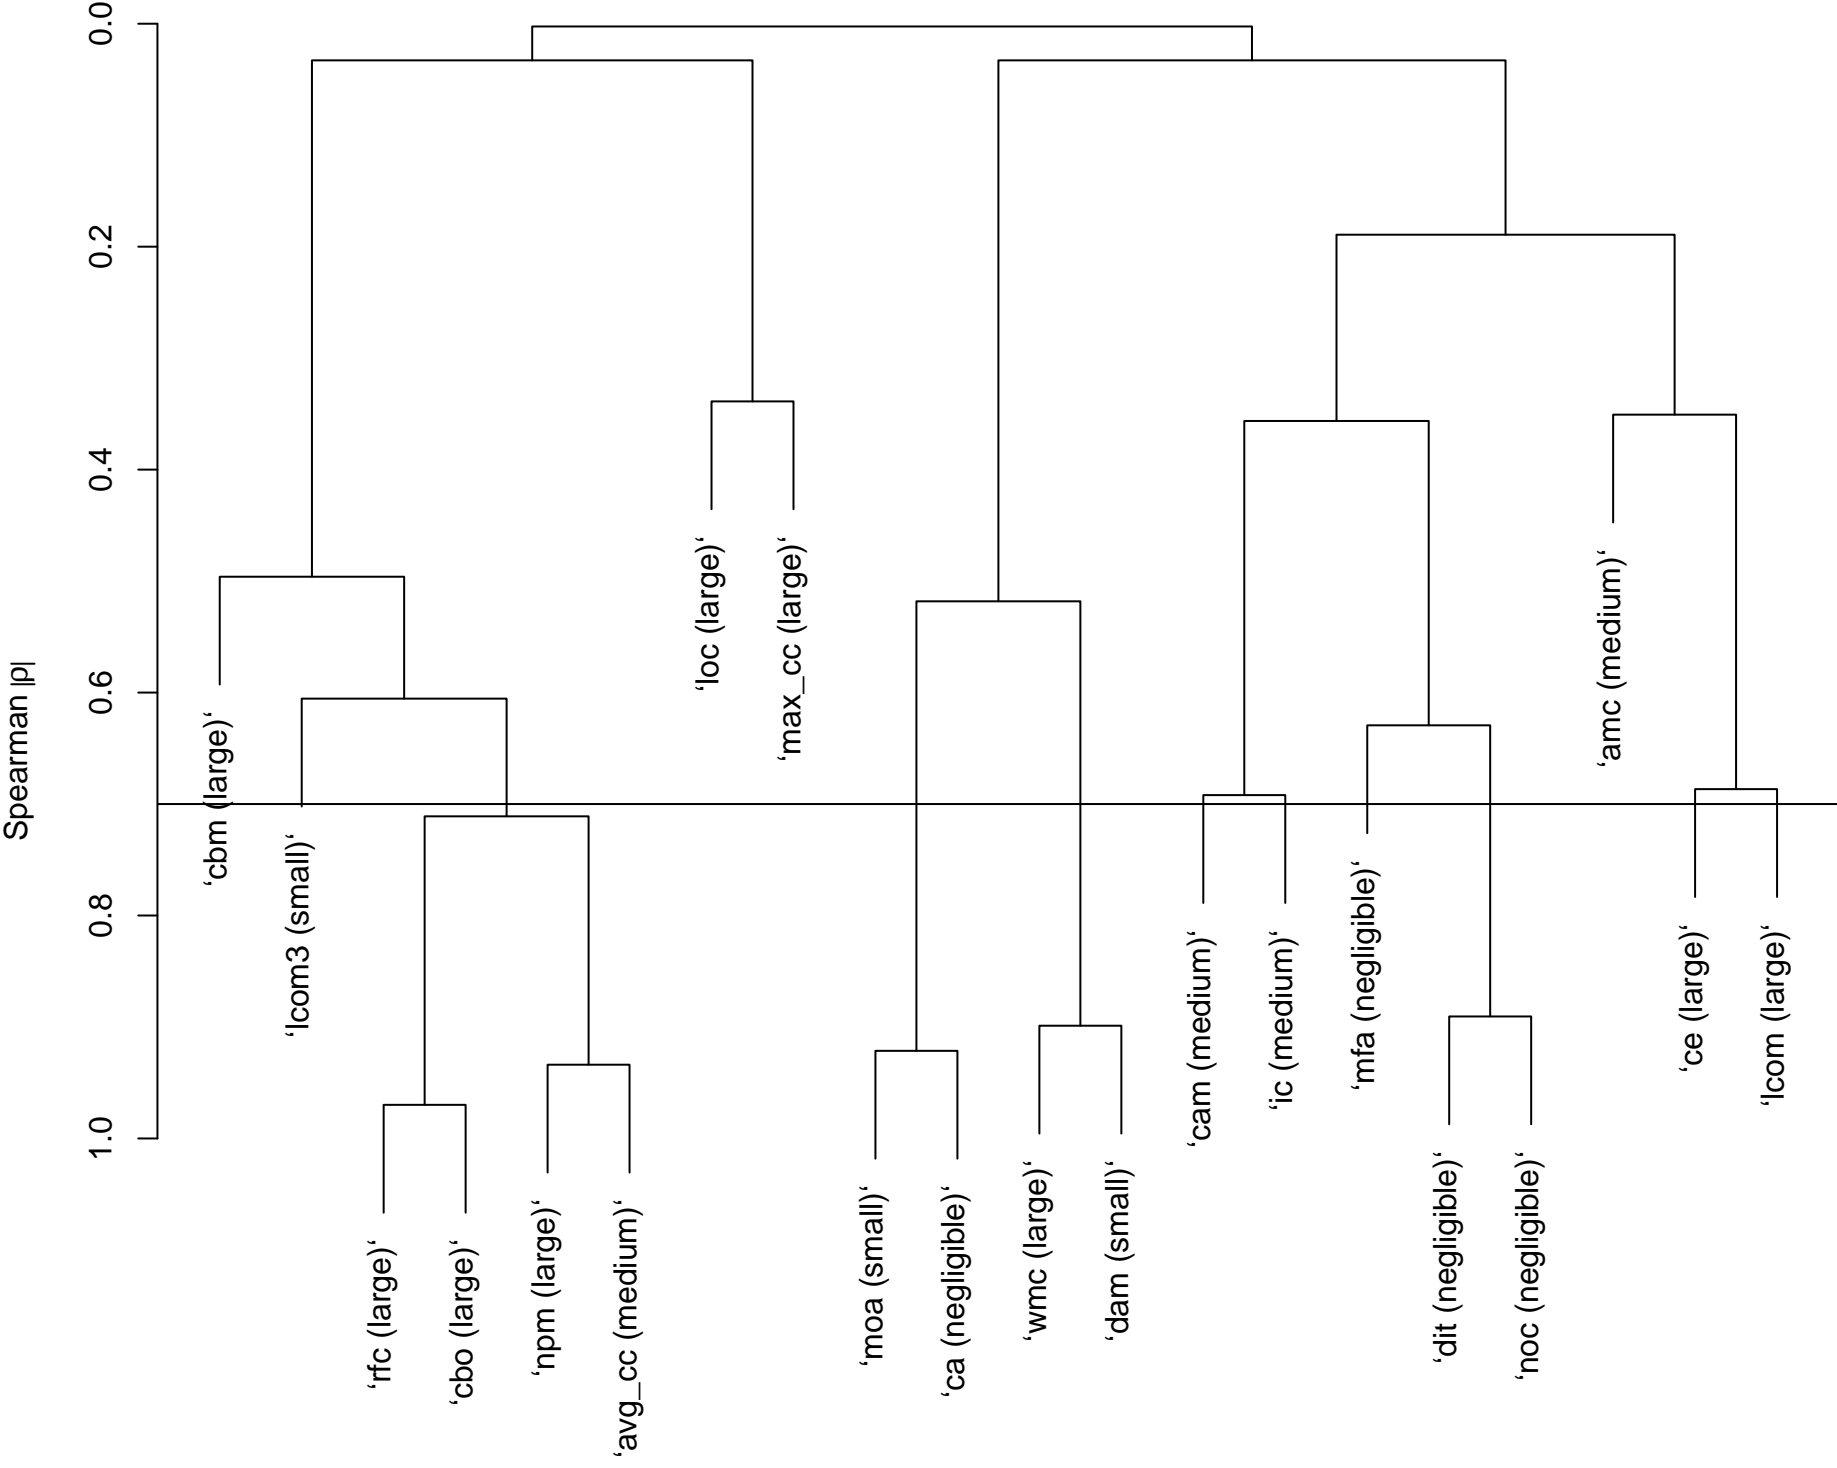 Spearman |ρ|
0.0
0.2
0.4
0.6
0.8
1.0
‘cbm (large)‘
‘lcom3 (small)‘
‘rfc (large)‘
‘cbo (large)‘
‘npm (large)‘
‘avg_cc (medium)‘
‘loc (large)‘
‘max_cc (large)‘
‘moa (small)‘
‘ca (negligible)‘
‘wmc (large)‘
‘dam (small)‘
‘cam (medium)‘
‘ic (medium)‘
‘mfa (negligible)‘
‘dit (negligible)‘
‘noc (negligible)‘
‘amc (medium)‘
‘ce (large)‘
‘lcom (large)‘